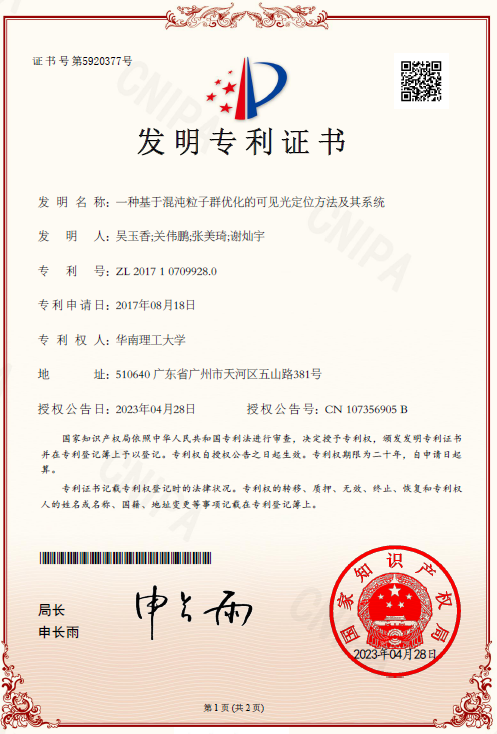 证书号第5920377号
发明专利证书
发明名称：一种基于混沌粒子群优化的可见光定位方法及其系统
发明人：吴玉香;关伟鹏;张美琦;谢灿宇
专利号：ZL 2017 1 0709928.0
专利申请日：2017年08月18日
专利权人：华南理工大学
地址：510640 广东省广州市天河区五山路381号
授权公告日：2023年04月28日 授权公告号：CN 107356905 B
国家知识产权局依照中华人民共和国专利法进行审查，决定授予专利权，颁发发明专利证书
并在专利登记簿上予以登记。专利权自授权公告之日起生效。专利权期限为二十年，自申请日起
算。
专利证书记载专利权登记时的法律状况。专利权的转移、质押、无效、终止、恢复和专利权
人的姓名或名称、国籍、地址变更等事项记载在专利登记簿上。
局长
申长雨
申长雨
国家知识产权局
2023年04月28日
第1页(共2页)
CNIPA
CNIPA
CNIPA
CNIPA